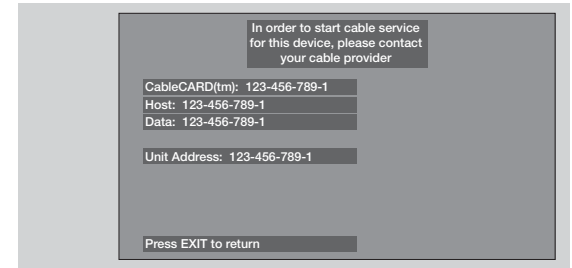 In order to start cable service
for this device, please contact
your cable provider
CableCARD(tm): 123-456-789-1
Host: 123-456-789-1
Data: 123-456-789-1
Unit Address: 123-456-789-1
Press EXIT to return